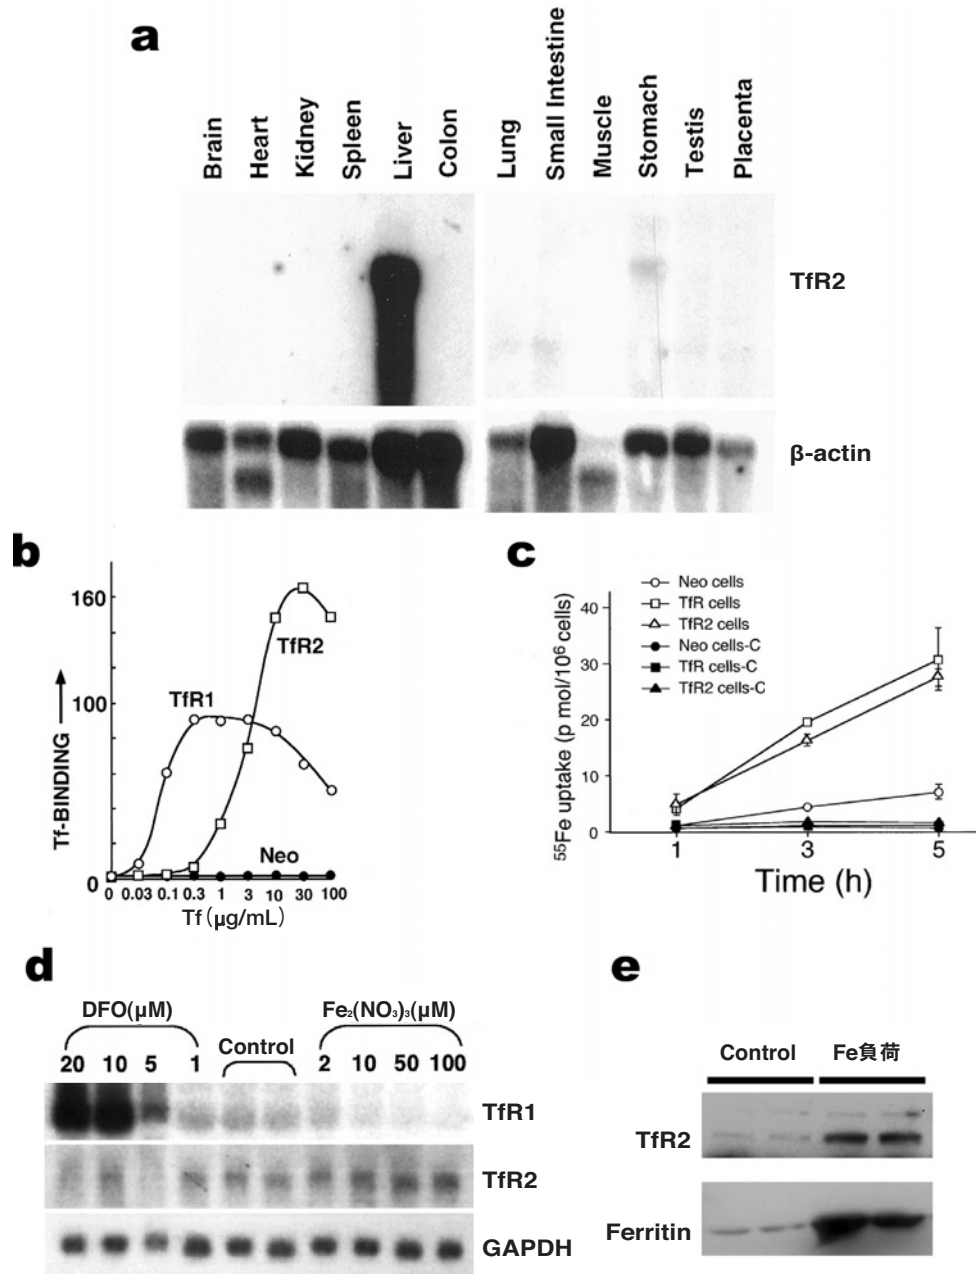 a
Brain
Heart
Kidney
Spleen
Liver
Colon
Lung
Small Intestine
Muscle
Stomach
Testis
Placenta
TfR2
β-actin
b
160
100
0
Tf-BINDING
TfR1
TfR2
Neo
0 0.03 0.1 0.3 1 3 10 30 100
Tf(μg/mL)
c
Neo cells
TfR cells
TfR2 cells
Neo cells-C
TfR cells-C
TfR2 cells-C
⁵⁵Fe uptake (p mol/10⁶ cells)
40
30
20
10
0
1 3 5
Time (h)
d
DFO(μM) Control Fe₂(NO₃)₃(μM)
20 10 5 1 2 10 50 100
TfR1
TfR2
GAPDH
e
Control Fe負荷
TfR2
Ferritin